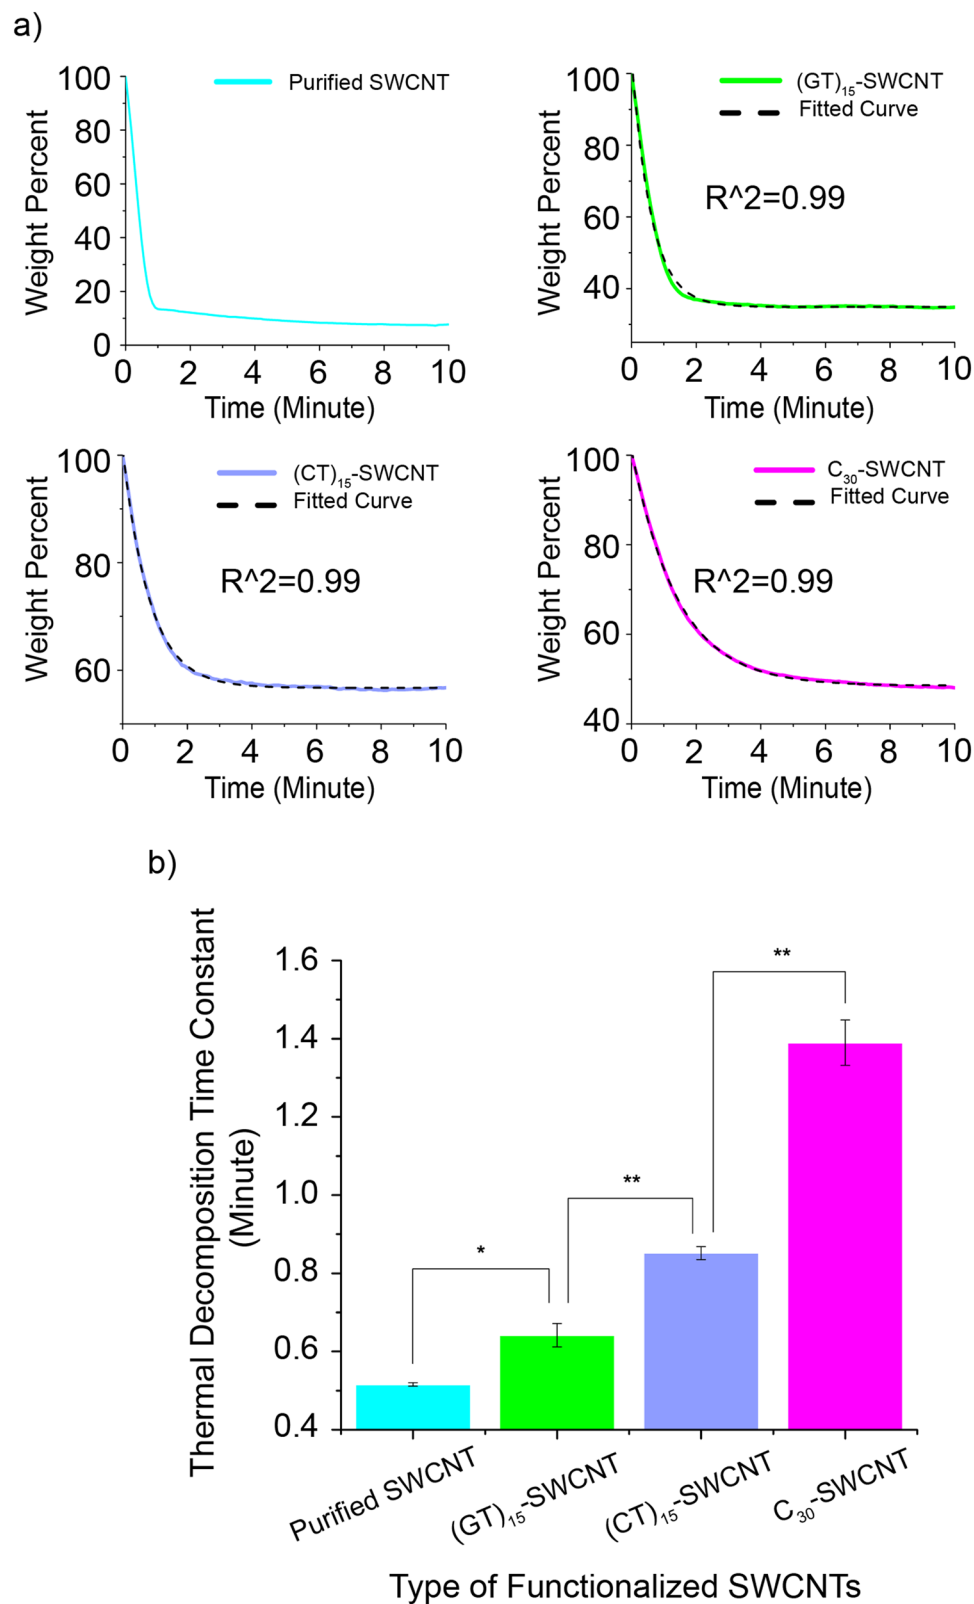 a)
Purified SWCNT
Weight Percent
100
80
60
40
20
0
0 2 4 6 8 10
Time (Minute)
(GT)₁₅-SWCNT
Fitted Curve
R^2=0.99
Weight Percent
100
80
60
40
0 2 4 6 8 10
Time (Minute)
(CT)₁₅-SWCNT
Fitted Curve
R^2=0.99
Weight Percent
100
80
60
0 2 4 6 8 10
Time (Minute)
C₃₀-SWCNT
Fitted Curve
R^2=0.99
Weight Percent
100
80
60
40
0 2 4 6 8 10
Time (Minute)
b)
Thermal Decomposition Time Constant
(Minute)
1.6
1.4
1.2
1.0
0.8
0.6
0.4
*
**
**
Purified SWCNT
(GT)₁₅-SWCNT
(CT)₁₅-SWCNT
C₃₀-SWCNT
Type of Functionalized SWCNTs